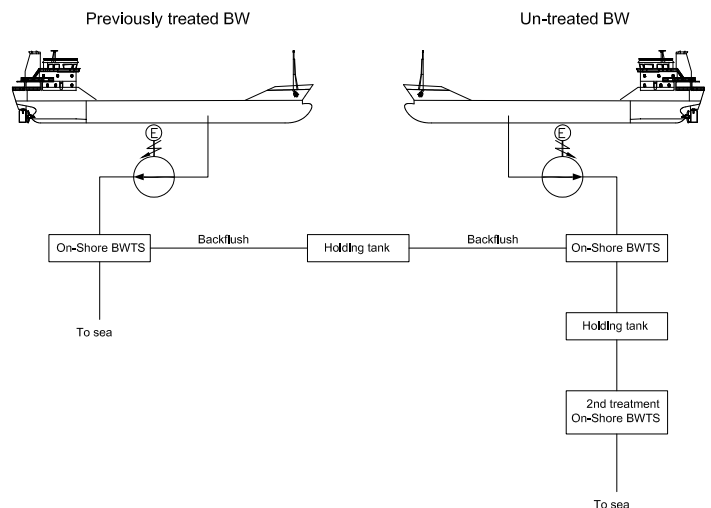 Previously treated BW
Un-treated BW
E
E
On-Shore BWTS
Backflush
Holding tank
Backflush
On-Shore BWTS
To sea
Holding tank
2nd treatment
On-Shore BWTS
To sea